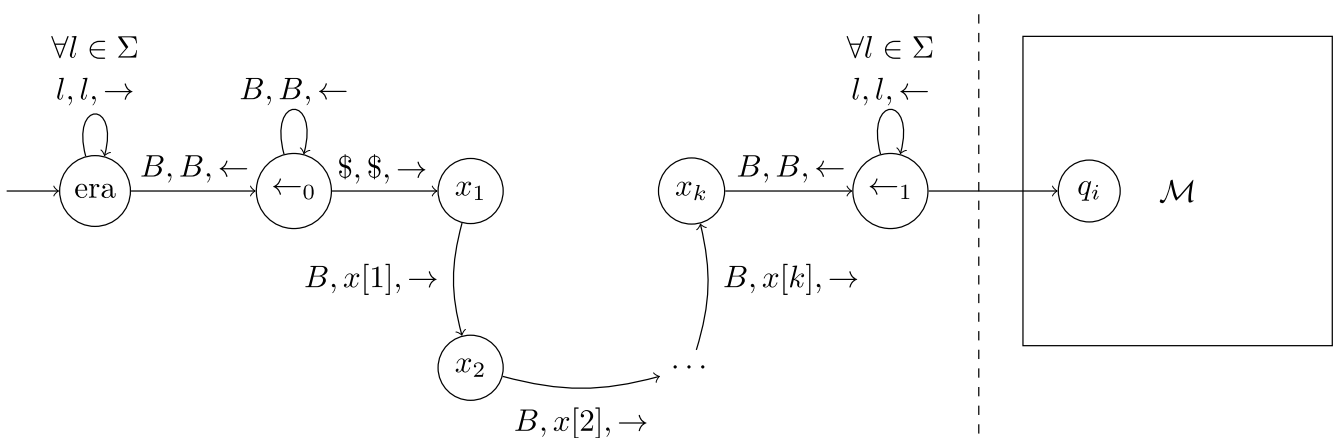 ∀l ∈ Σ
l, l, →
B, B, ←
∀l ∈ Σ
l, l, ←
era
B, B, ←
←₀
$, $, →
x₁
xₖ
B, B, ←
←₁
qᵢ
ℳ
B, x[1], →
B, x[k], →
x₂
...
B, x[2], →